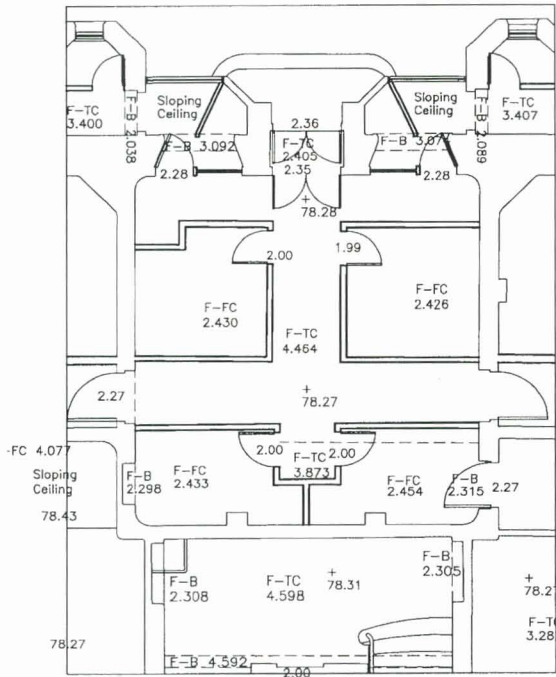 Sloping
Ceiling
Sloping
Ceiling
F-TC
3.400
F-B 2.038
F-B 2.089
F-TC
3.407
2.36
F-B 3.092
F-TC
2.405
2.35
2.28
2.28
+
78.28
2.00
1.99
F-FC
2.430
F-FC
2.426
F-TC
4.464
2.27
+
78.27
-FC 4.077
Sloping
Ceiling
78.43
F-B
2.298
F-FC
2.433
2.00
F-TC
3.873
2.00
F-FC
2.454
F-B
2.315
2.27
F-B
2.308
F-TC
4.598
+
78.31
F-B
2.305
+
78.27
F-TC
3.28
78.27
F-B 4.592
2.00